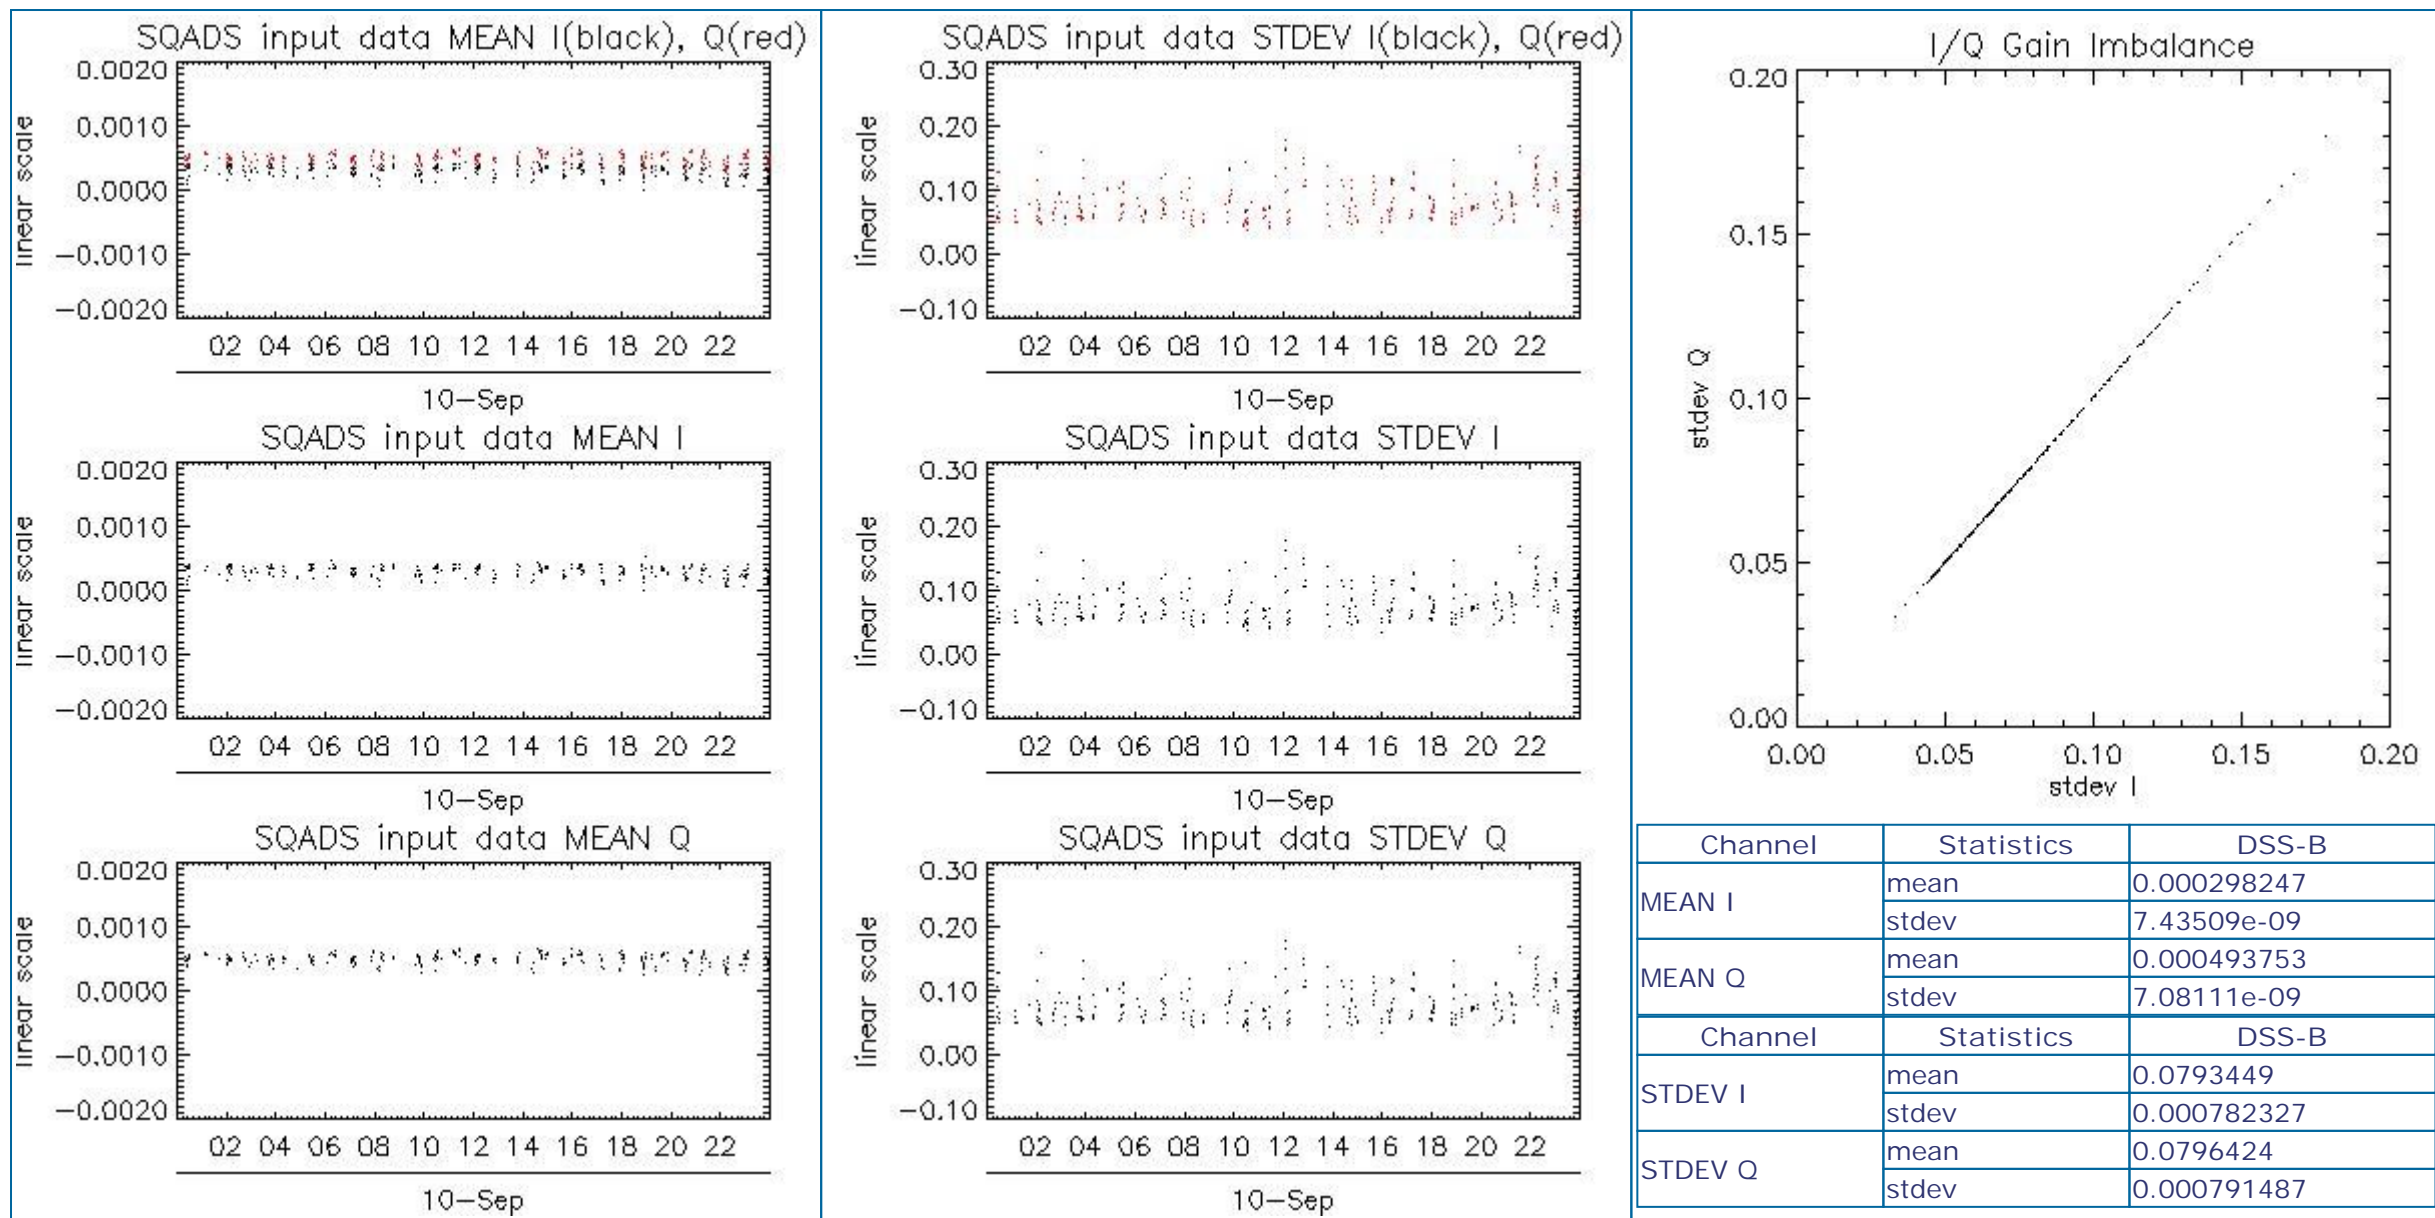 SQADS input data MEAN I(black), Q(red)
linear scale
0.0020
0.0010
0.0000
-0.0010
-0.0020
02 04 06 08 10 12 14 16 18 20 22
10-Sep
SQADS input data MEAN I
linear scale
0.0020
0.0010
0.0000
-0.0010
-0.0020
02 04 06 08 10 12 14 16 18 20 22
10-Sep
SQADS input data MEAN Q
linear scale
0.0020
0.0010
0.0000
-0.0010
-0.0020
02 04 06 08 10 12 14 16 18 20 22
10-Sep
SQADS input data STDEV I(black), Q(red)
linear scale
0.30
0.20
0.10
0.00
-0.10
02 04 06 08 10 12 14 16 18 20 22
10-Sep
SQADS input data STDEV I
linear scale
0.30
0.20
0.10
0.00
-0.10
02 04 06 08 10 12 14 16 18 20 22
10-Sep
SQADS input data STDEV Q
linear scale
0.30
0.20
0.10
0.00
-0.10
02 04 06 08 10 12 14 16 18 20 22
10-Sep
I/Q Gain Imbalance
stdev Q
0.20
0.15
0.10
0.05
0.00
0.00 0.05 0.10 0.15 0.20
stdev I
Channel Statistics DSS-B
MEAN I
mean 0.000298247
stdev 7.43509e-09
MEAN Q
mean 0.000493753
stdev 7.08111e-09
Channel Statistics DSS-B
STDEV I
mean 0.0793449
stdev 0.000782327
STDEV Q
mean 0.0796424
stdev 0.000791487